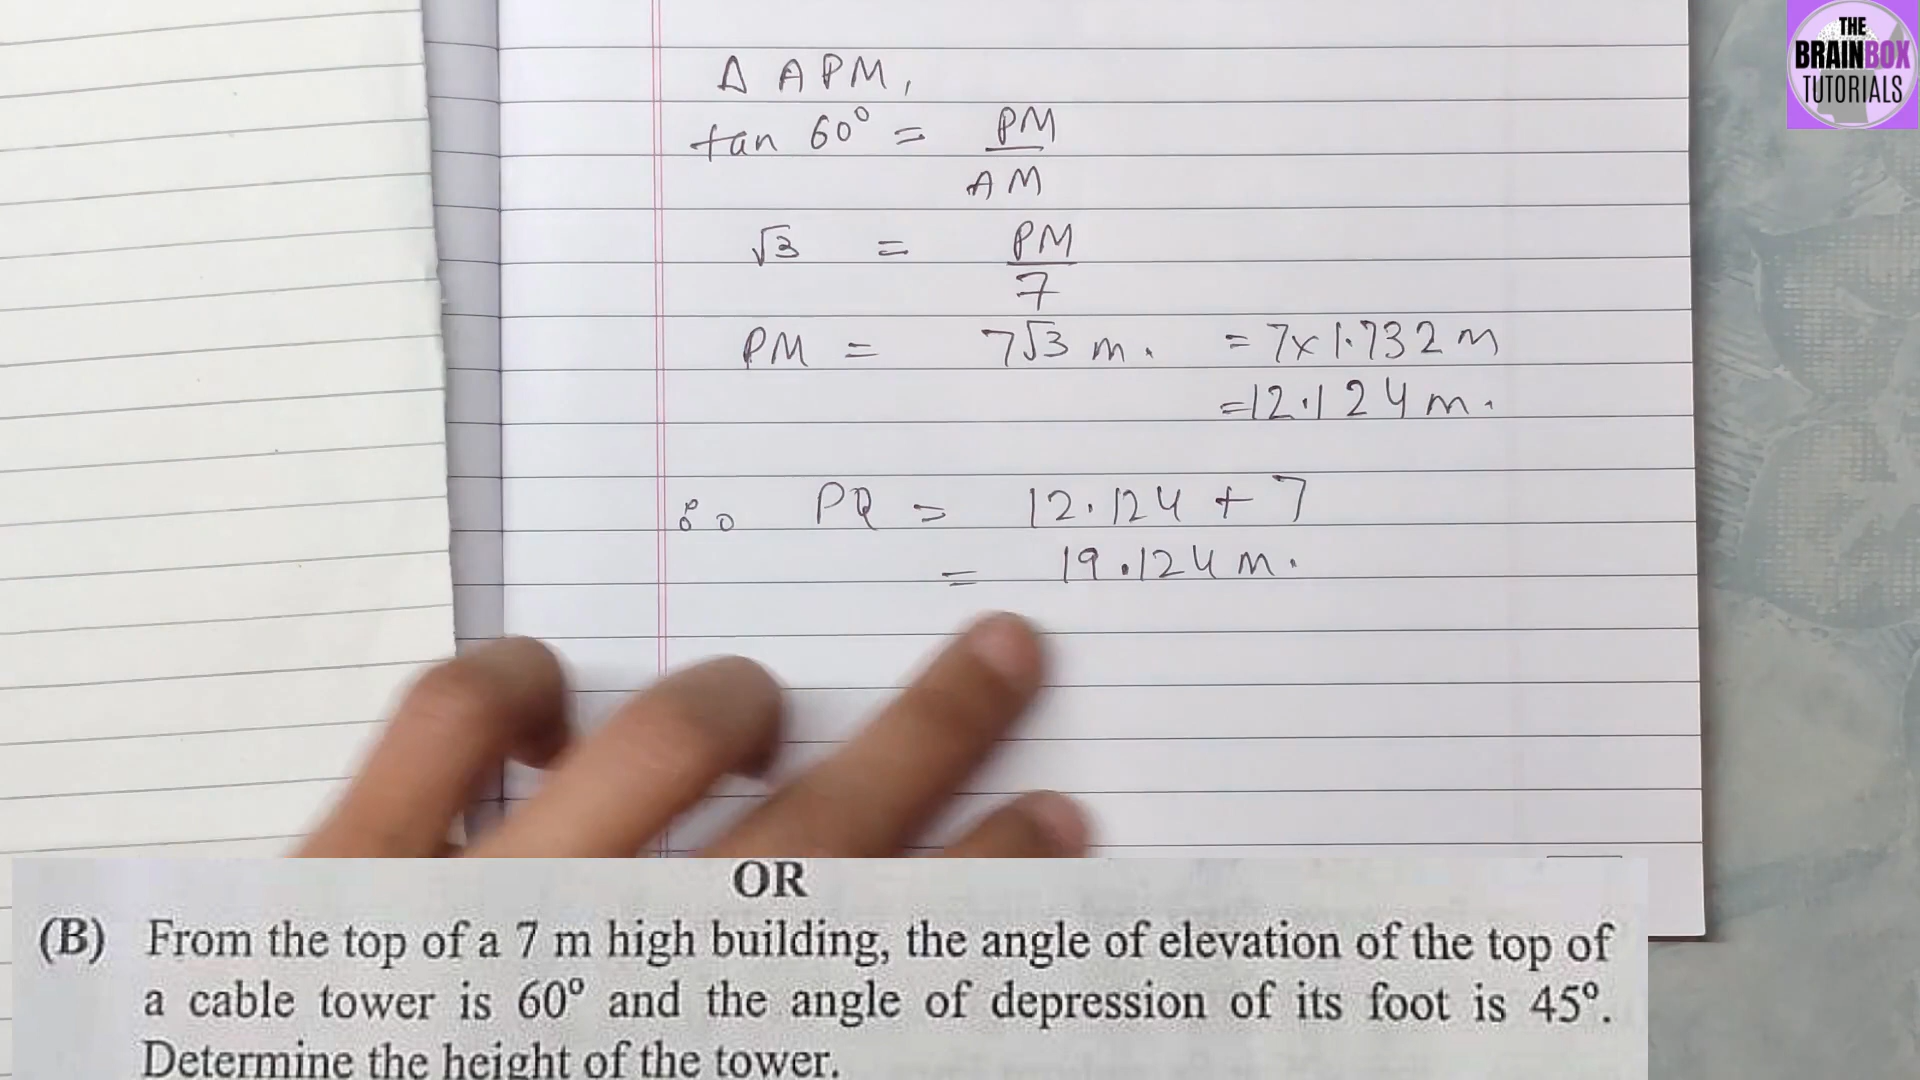 THE
BRAINBOX
TUTORIALS
Δ APM,
tan 60° = PM/AM
√3 = PM/7
PM = 7√3 m. = 7×1.732 m
=12.124 m.
∴ PQ = 12.124 + 7
= 19.124 m.
OR
(B) From the top of a 7 m high building, the angle of elevation of the top of
a cable tower is 60° and the angle of depression of its foot is 45°.
Determine the height of the tower.